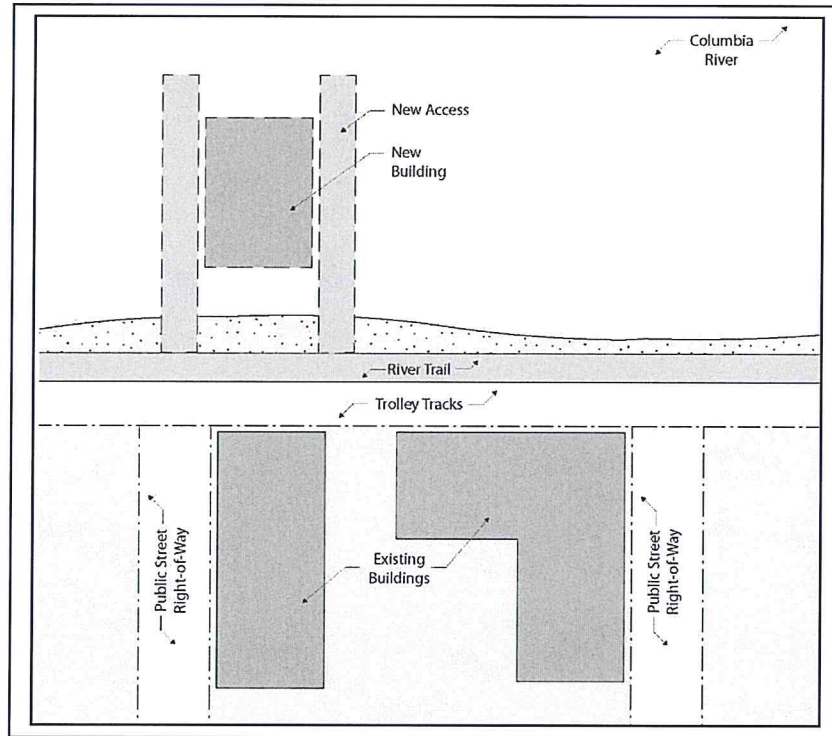 Columbia
River
New Access
New
Building
River Trail
Trolley Tracks
Public Street
Right-of-Way
Existing
Buildings
Public Street
Right-of-Way